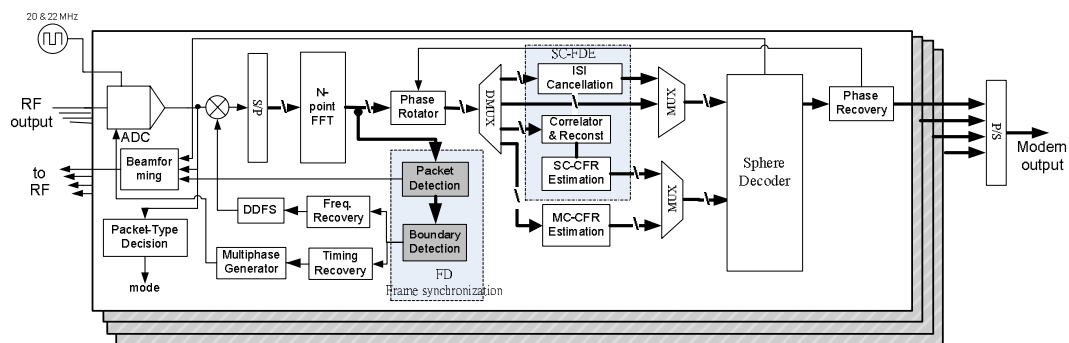 20 & 22 MHz
RF
output
ADC
to
RF
Beamfor
ming
Packet-Type
Decision
mode
S/P
N-
point
FFT
Phase
Rotator
DMUX
SC-FDE
ISI
Cancellation
Correlator
& Reconst
SC-CFR
Estimation
MC-CFR
Estimation
MUX
MUX
Sphere
Decoder
Phase
Recovery
P/S
Modem
output
Packet
Detection
Boundary
Detection
FD
Frame synchronization
DDFS
Freq.
Recovery
Multiphase
Generator
Timing
Recovery